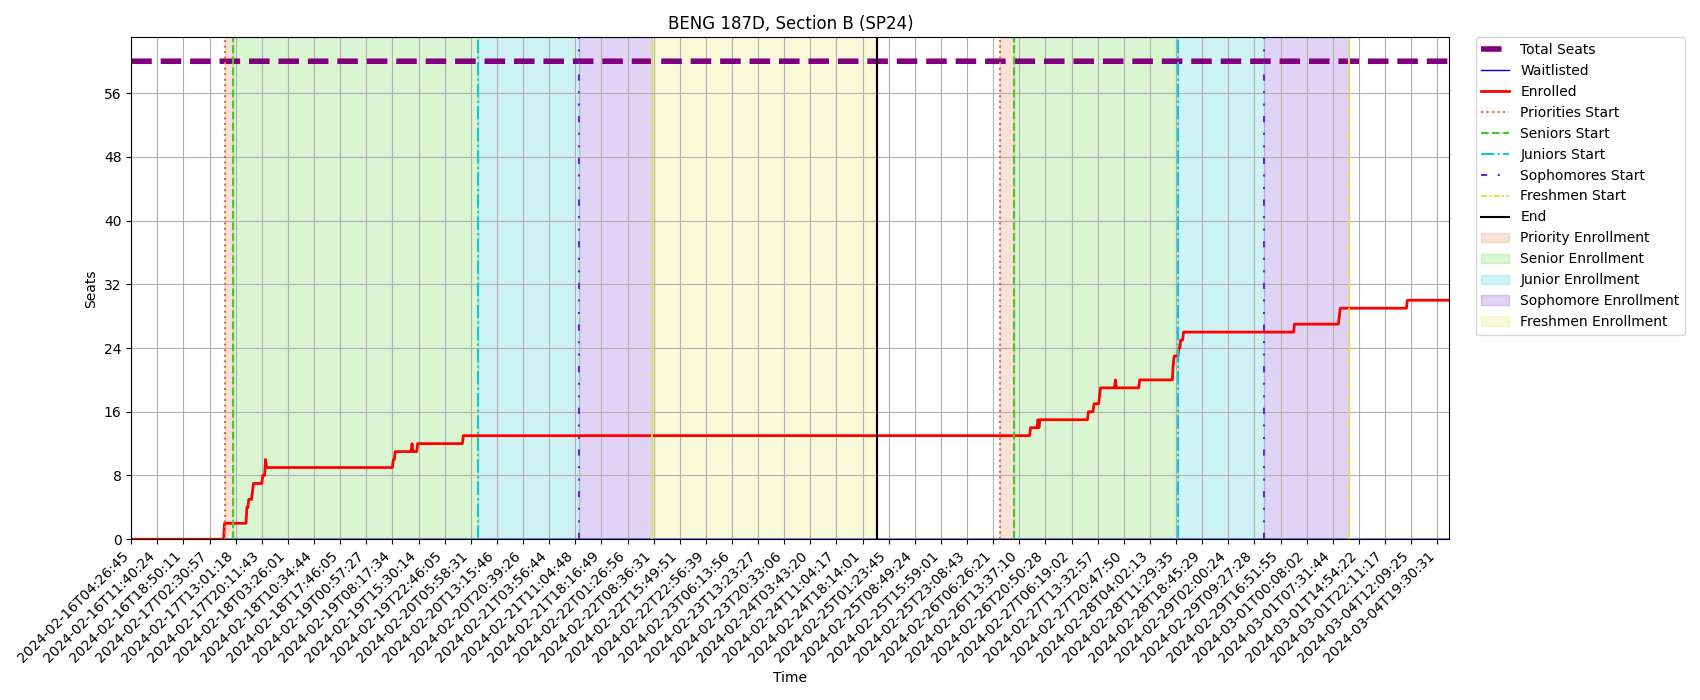 BENG 187D, Section B (SP24)
Seats
56
48
40
32
24
16
8
0
2024-02-16T04:26:45
2024-02-16T11:40:24
2024-02-16T18:50:11
2024-02-17T02:30:57
2024-02-17T13:01:18
2024-02-17T20:11:43
2024-02-18T03:26:01
2024-02-18T10:34:44
2024-02-18T17:46:05
2024-02-19T00:57:27
2024-02-19T08:17:34
2024-02-19T15:30:14
2024-02-19T22:46:05
2024-02-20T05:58:31
2024-02-20T13:15:46
2024-02-20T20:39:26
2024-02-21T03:56:44
2024-02-21T11:04:48
2024-02-21T18:16:49
2024-02-22T01:26:56
2024-02-22T08:36:31
2024-02-22T15:49:51
2024-02-22T22:56:39
2024-02-23T06:13:56
2024-02-23T13:23:27
2024-02-23T20:33:06
2024-02-24T03:43:20
2024-02-24T11:04:17
2024-02-24T18:14:01
2024-02-25T01:23:45
2024-02-25T08:49:24
2024-02-25T15:59:01
2024-02-25T23:08:43
2024-02-26T06:26:21
2024-02-26T13:37:10
2024-02-26T20:50:28
2024-02-27T06:19:02
2024-02-27T13:32:57
2024-02-27T20:47:50
2024-02-28T04:02:13
2024-02-28T11:29:35
2024-02-28T18:45:29
2024-02-29T02:00:24
2024-02-29T09:27:28
2024-02-29T16:51:55
2024-03-01T00:08:02
2024-03-01T07:31:44
2024-03-01T14:54:22
2024-03-01T22:11:17
2024-03-04T12:09:25
2024-03-04T19:30:31
Time
Total Seats
Waitlisted
Enrolled
Priorities Start
Seniors Start
Juniors Start
Sophomores Start
Freshmen Start
End
Priority Enrollment
Senior Enrollment
Junior Enrollment
Sophomore Enrollment
Freshmen Enrollment